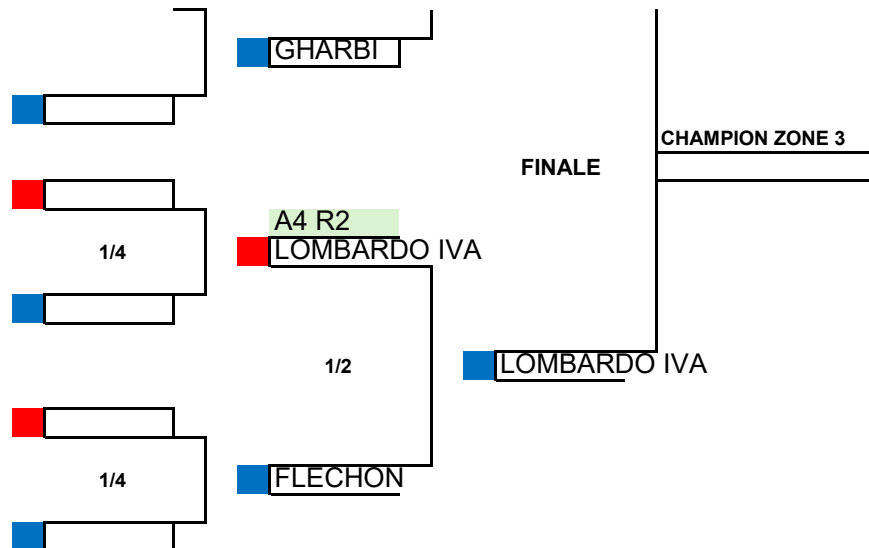 GHARBI
CHAMPION ZONE 3
FINALE
A4 R2
1/4
LOMBARDO IVA
1/2
LOMBARDO IVA
1/4
FLECHON